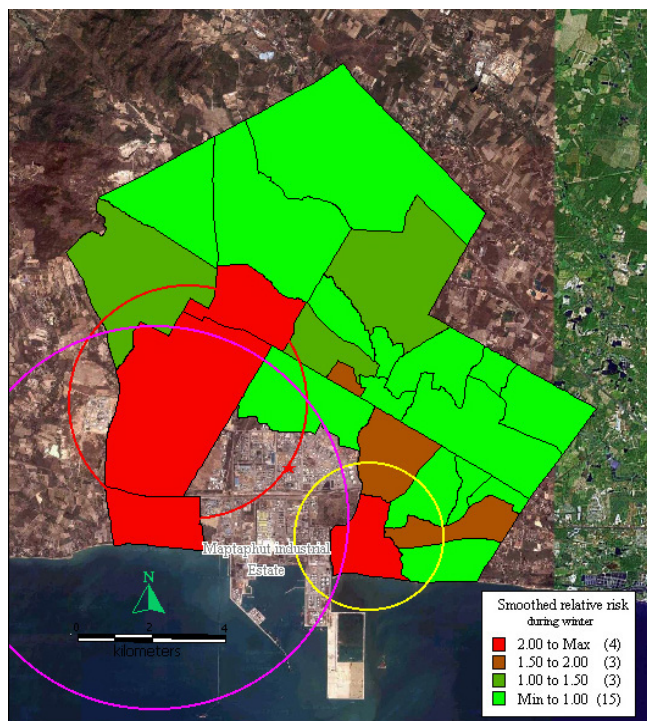 Maptaphut industrial
Estate
N
0 2 4
kilometers
Smoothed relative risk
during winter
2.00 to Max (4)
1.50 to 2.00 (3)
1.00 to 1.50 (3)
Min to 1.00 (15)